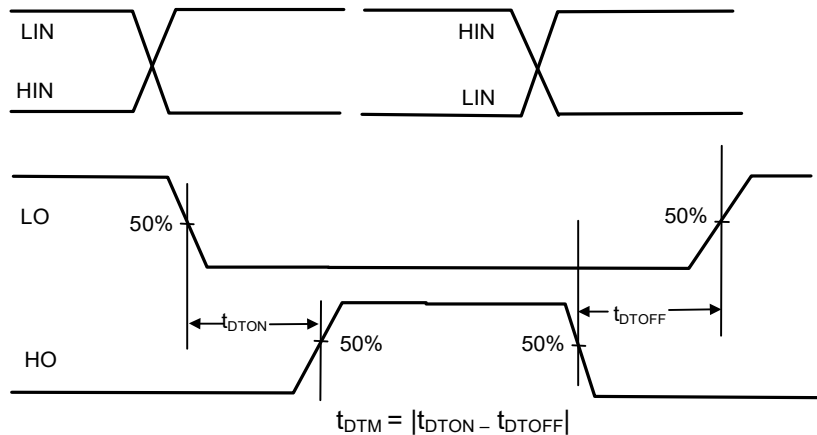 LIN
HIN
HIN
LIN
LO
50%
50%
tDTON
tDTOFF
50%
50%
HO
tDTM = |tDTON – tDTOFF|